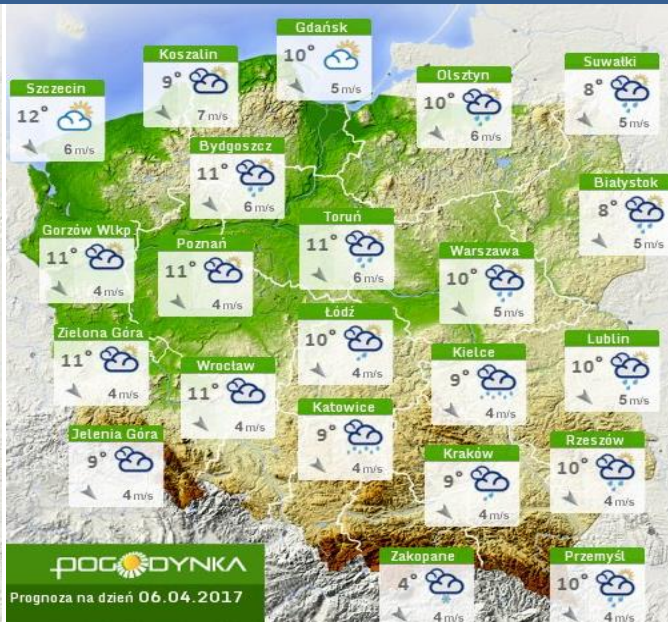 Gdańsk
10° 5 m/s
Koszalin
9° 7 m/s
Suwałki
8° 5 m/s
Olsztyn
10° 6 m/s
Szczecin
12° 6 m/s
Bydgoszcz
11° 6 m/s
Białystok
8° 5 m/s
Toruń
11° 6 m/s
Gorzów Wlkp
11° 4 m/s
Poznań
11° 4 m/s
Warszawa
10° 5 m/s
Łódź
10° 4 m/s
Zielona Góra
11° 4 m/s
Lublin
10° 5 m/s
Kielce
9° 4 m/s
Wrocław
11° 4 m/s
Katowice
9° 4 m/s
Jelenia Góra
9° 4 m/s
Rzeszów
10° 4 m/s
Kraków
9° 4 m/s
Zakopane
4° 4 m/s
Przemyśl
10° 4 m/s
POGODYNKA
Prognoza na dzień 06.04.2017